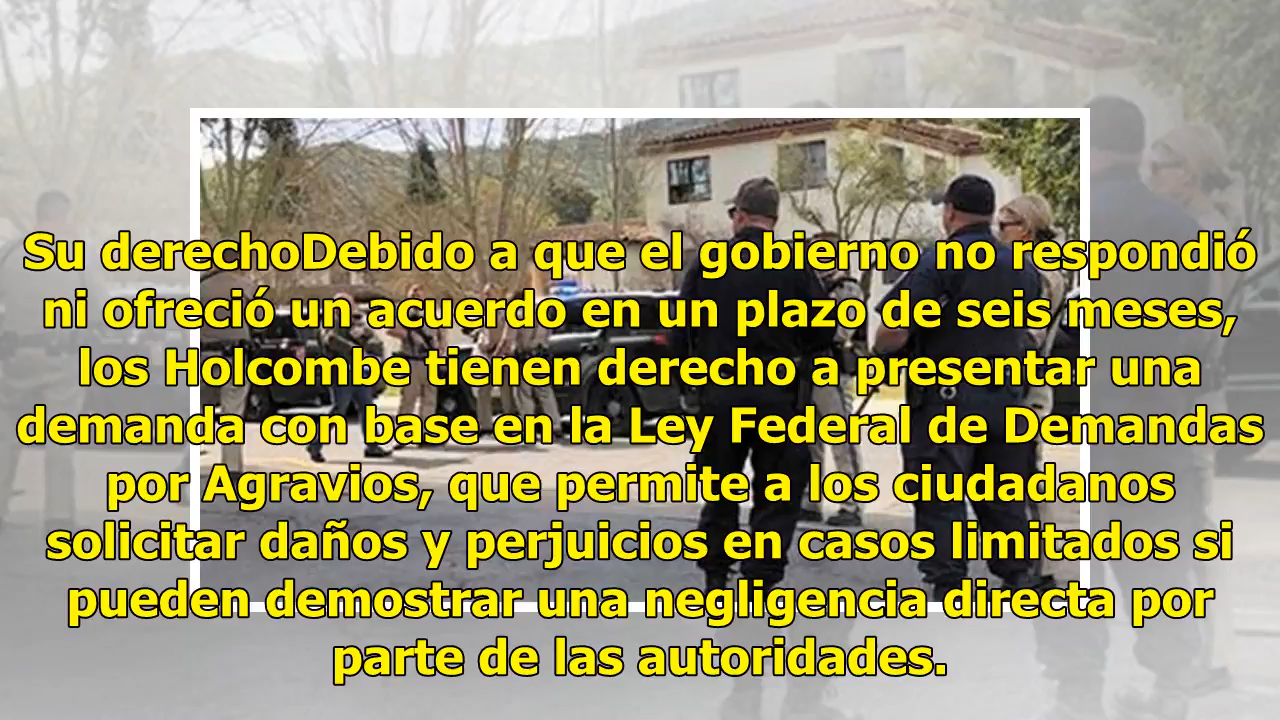 Su derechoDebido a que el gobierno no respondió
ni ofreció un acuerdo en un plazo de seis meses,
los Holcombe tienen derecho a presentar una
demanda con base en la Ley Federal de Demandas
por Agravios, que permite a los ciudadanos
solicitar daños y perjuicios en casos limitados si
pueden demostrar una negligencia directa por
parte de las autoridades.